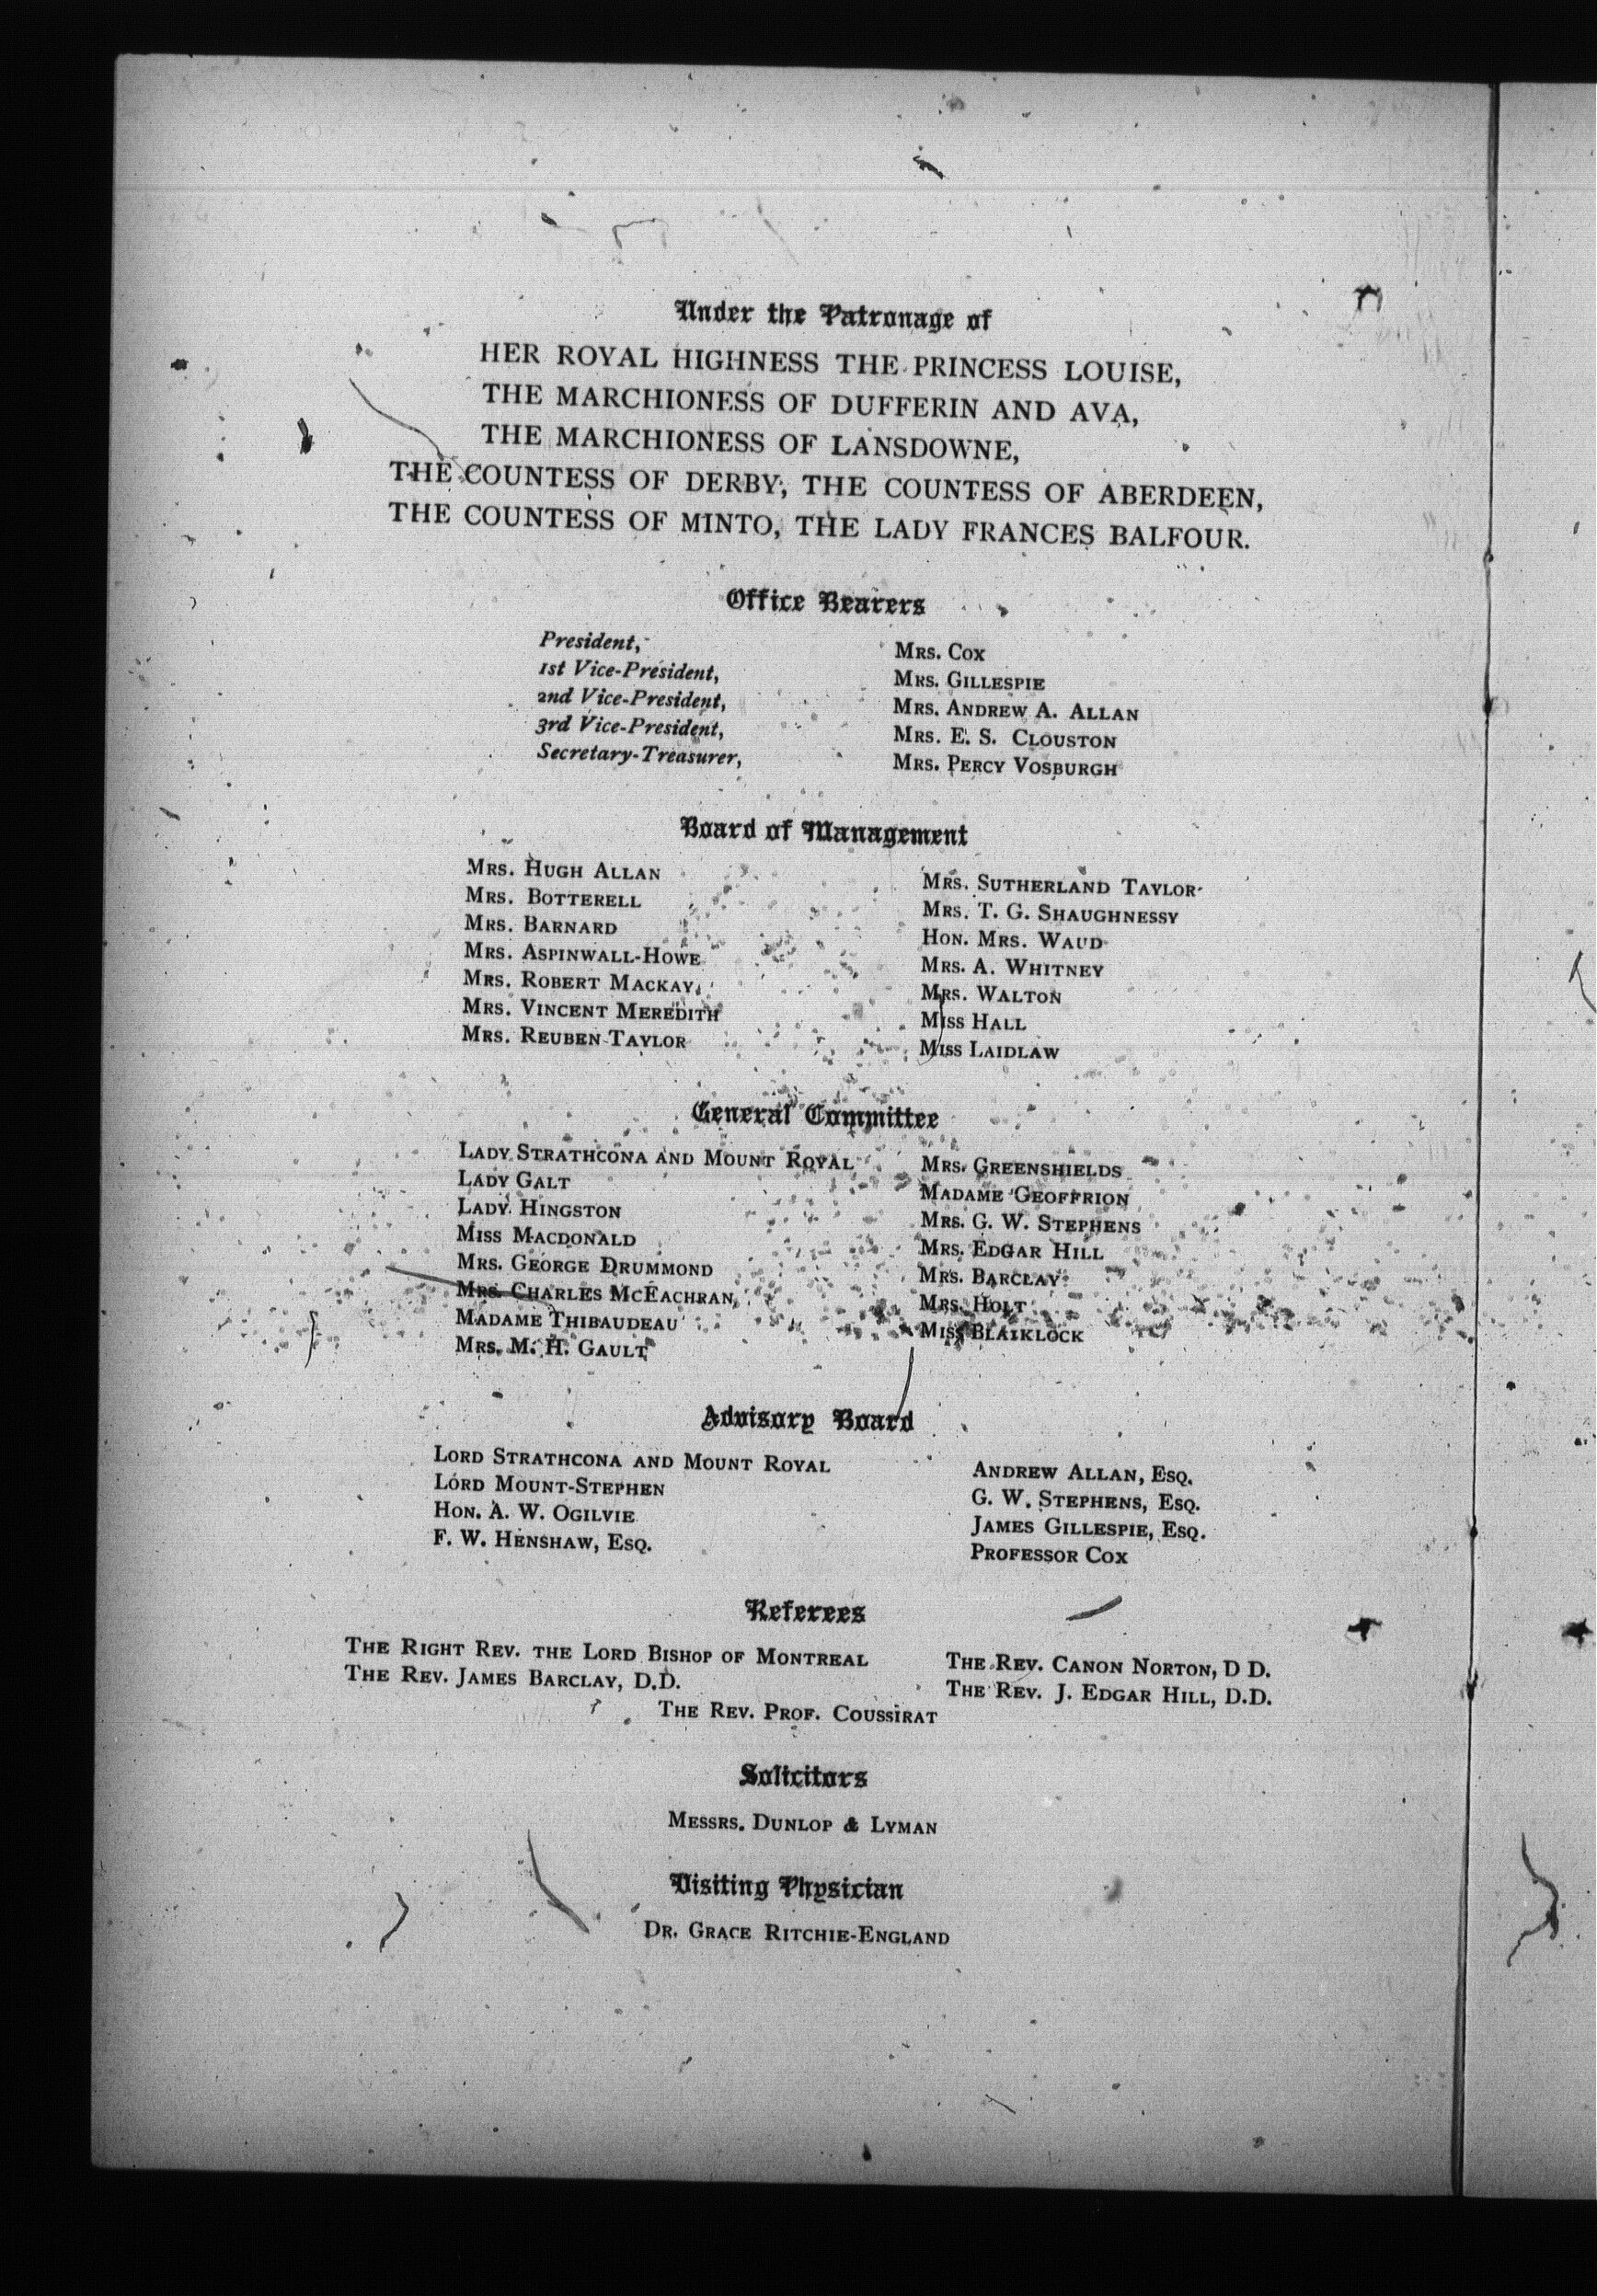 Under the Patronage of
HER ROYAL HIGHNESS THE PRINCESS LOUISE,
THE MARCHIONESS OF DUFFERIN AND AVA,
THE MARCHIONESS OF LANSDOWNE,
THE COUNTESS OF DERBY, THE COUNTESS OF ABERDEEN,
THE COUNTESS OF MINTO, THE LADY FRANCES BALFOUR.
Office Bearers
President, Mrs. Cox
1st Vice-President, Mrs. Gillespie
2nd Vice-President, Mrs. Andrew A. Allan
3rd Vice-President, Mrs. E. S. Clouston
Secretary-Treasurer, Mrs. Percy Vosburgh
Board of Management
Mrs. Hugh Allan
Mrs. Botterell
Mrs. Barnard
Mrs. Aspinwall-Howe
Mrs. Robert Mackay
Mrs. Vincent Meredith
Mrs. Reuben Taylor
Mrs. Sutherland Taylor
Mrs. T. G. Shaughnessy
Hon. Mrs. Waud
Mrs. A. Whitney
Mrs. Walton
Miss Hall
Miss Laidlaw
General Committee
Lady Strathcona and Mount Royal
Lady Galt
Lady Hingston
Miss Macdonald
Mrs. George Drummond
Mrs. Charles McEachran
Madame Thibaudeau
Mrs. M. H. Gault
Mrs. Greenshields
Madame Geoffrion
Mrs. G. W. Stephens
Mrs. Edgar Hill
Mrs. Barclay
Mrs. Holt
Miss Blaiklock
Advisory Board
Lord Strathcona and Mount Royal
Lord Mount-Stephen
Hon. A. W. Ogilvie
F. W. Henshaw, Esq.
Andrew Allan, Esq.
G. W. Stephens, Esq.
James Gillespie, Esq.
Professor Cox
Referees
The Right Rev. the Lord Bishop of Montreal
The Rev. James Barclay, D.D.
The Rev. Canon Norton, D D.
The Rev. J. Edgar Hill, D.D.
The Rev. Prof. Coussirat
Solicitors
Messrs. Dunlop & Lyman
Visiting Physician
Dr. Grace Ritchie-England